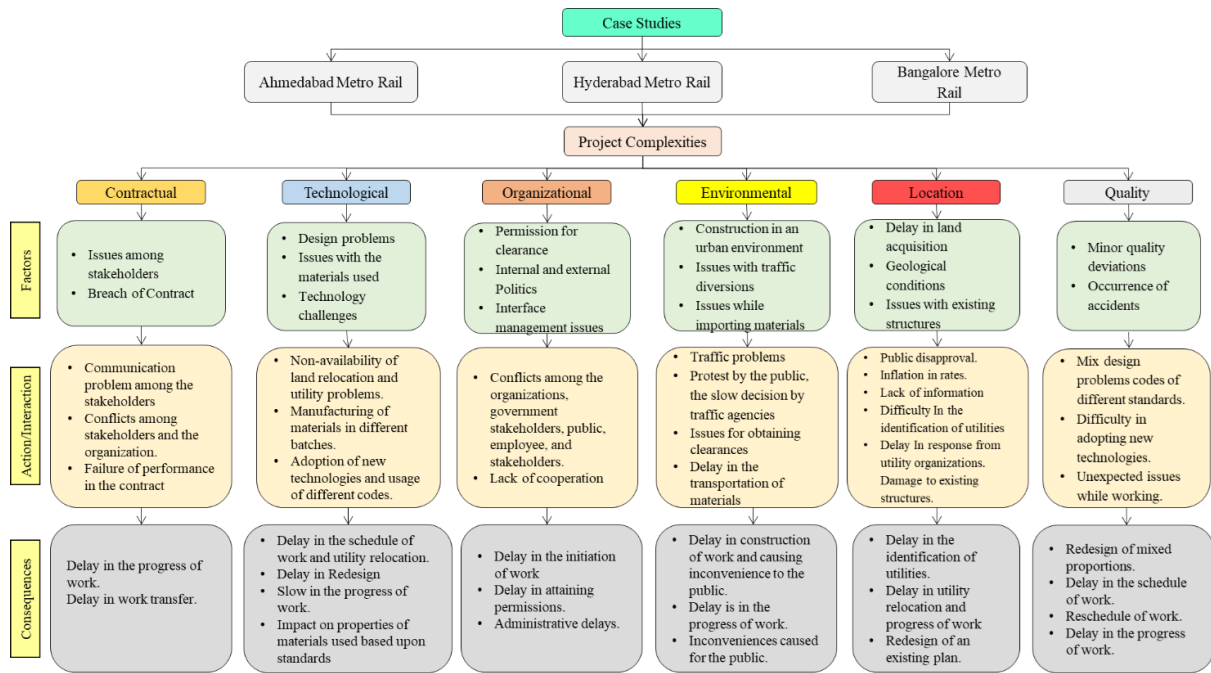 Case Studies
Ahmedabad Metro Rail
Hyderabad Metro Rail
Bangalore Metro
Rail
Project Complexities
Contractual
Technological
Organizational
Environmental
Location
Quality
Factors
• Issues among
stakeholders
• Breach of Contract
• Design problems
• Issues with the
materials used
• Technology
challenges
• Permission for
clearance
• Internal and external
Politics
• Interface
management issues
• Construction in an
urban environment
• Issues with traffic
diversions
• Issues while
importing materials
• Delay in land
acquisition
• Geological
conditions
• Issues with existing
structures
• Minor quality
deviations
• Occurrence of
accidents
Action/Interaction
• Communication
problem among the
stakeholders
• Conflicts among
stakeholders and the
organization.
• Failure of performance
in the contract
• Non-availability of
land relocation and
utility problems.
• Manufacturing of
materials in different
batches.
• Adoption of new
technologies and usage
of different codes.
• Conflicts among the
organizations,
government
stakeholders, public,
employee, and
stakeholders.
• Lack of cooperation
• Traffic problems
• Protest by the public,
the slow decision by
traffic agencies
• Issues for obtaining
clearances
• Delay in the
transportation of
materials
• Public disapproval.
• Inflation in rates.
• Lack of information
• Difficulty In the
identification of utilities
• Delay In response from
utility organizations.
Damage to existing
structures.
• Mix design
problems codes of
different standards.
• Difficulty in
adopting new
technologies.
• Unexpected issues
while working.
Consequences
Delay in the progress of
work.
Delay in work transfer.
• Delay in the schedule
of work and utility
relocation.
• Delay in Redesign
• Slow in the progress of
work.
• Impact on properties of
materials used based upon
standards
• Delay in the initiation
of work
• Delay in attaining
permissions.
• Administrative delays.
• Delay in construction
of work and causing
inconvenience to the
public.
• Delay is in the
progress of work.
• Inconveniences caused
for the public.
• Delay in the
identification of
utilities.
• Delay in utility
relocation and
progress of work
• Redesign of an
existing plan.
• Redesign of mixed
proportions.
• Delay in the schedule
of work.
• Reschedule of work.
• Delay in the progress
of work.